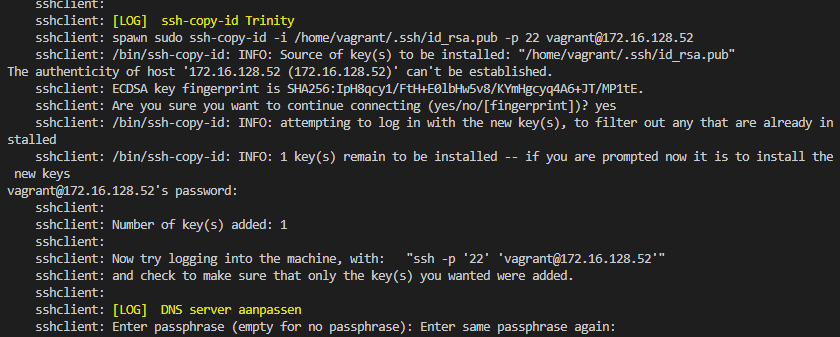 sshclient:
sshclient: [LOG]  ssh-copy-id Trinity
sshclient: spawn sudo ssh-copy-id -i /home/vagrant/.ssh/id_rsa.pub -p 22 vagrant@172.16.128.52
sshclient: /bin/ssh-copy-id: INFO: Source of key(s) to be installed: "/home/vagrant/.ssh/id_rsa.pub"
The authenticity of host '172.16.128.52 (172.16.128.52)' can't be established.
sshclient: ECDSA key fingerprint is SHA256:IpH8qcy1/FtH+E0lbHw5v8/KYmHgcyq4A6+JT/MP1tE.
sshclient: Are you sure you want to continue connecting (yes/no/[fingerprint])? yes
sshclient: /bin/ssh-copy-id: INFO: attempting to log in with the new key(s), to filter out any that are already in
stalled
sshclient: /bin/ssh-copy-id: INFO: 1 key(s) remain to be installed -- if you are prompted now it is to install the
new keys
vagrant@172.16.128.52's password:
sshclient:
sshclient: Number of key(s) added: 1
sshclient:
sshclient: Now try logging into the machine, with:   "ssh -p '22' 'vagrant@172.16.128.52'"
sshclient: and check to make sure that only the key(s) you wanted were added.
sshclient:
sshclient: [LOG]  DNS server aanpassen
sshclient: Enter passphrase (empty for no passphrase): Enter same passphrase again: